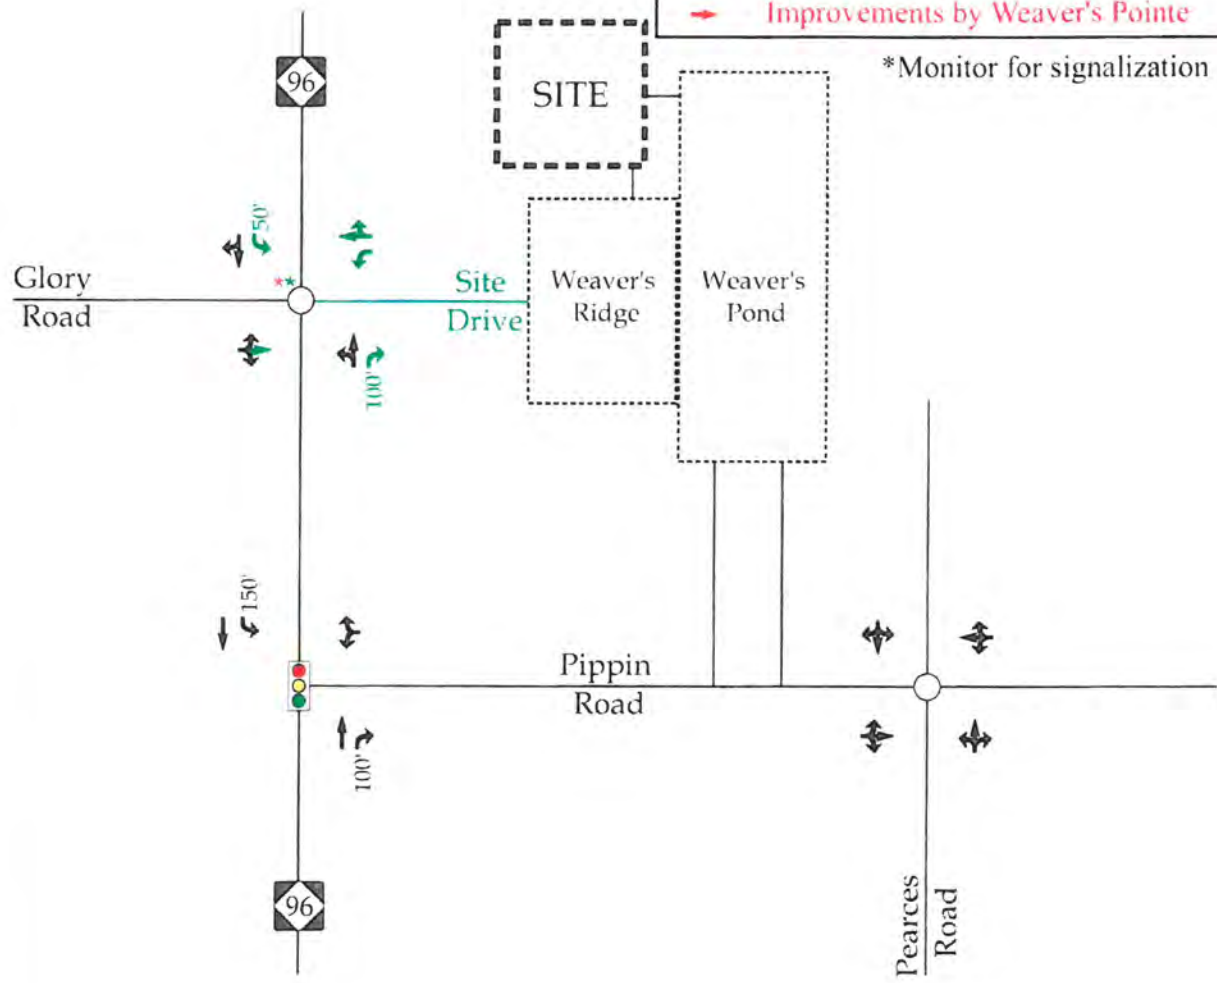 Improvements by Weaver's Pointe
*Monitor for signalization
96
SITE
50'
Glory
Road
**
Site
Drive
Weaver's
Ridge
Weaver's
Pond
100'
150'
Pippin
Road
100'
96
Pearces
Road